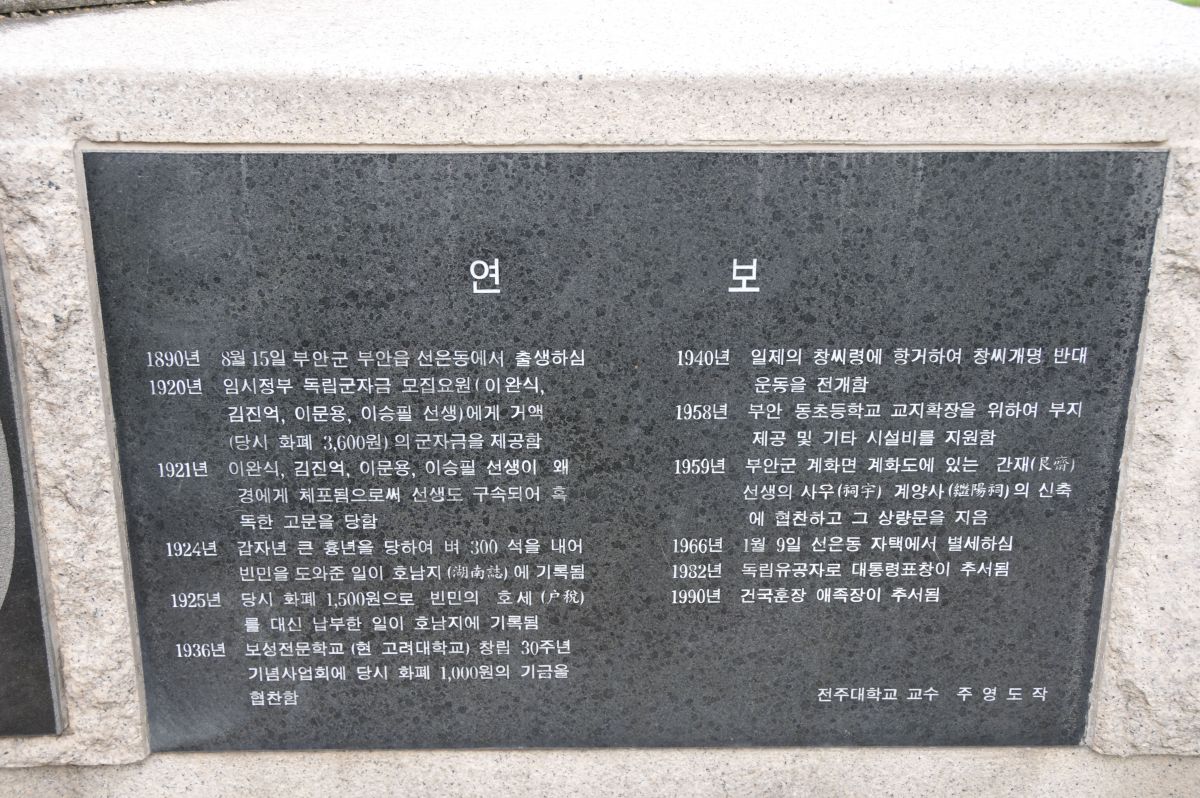 연 보
1890년 8월 15일 부안군 부안읍 선은동에서 출생하심
1920년 임시정부 독립군자금 모집요원(이완식,
김진억, 이문용, 이승필 선생)에게 거액
(당시 화폐 3,600원)의 군자금을 제공함
1921년 이완식, 김진억, 이문용, 이승필 선생이 왜
경에게 체포됨으로써 선생도 구속되어 혹
독한 고문을 당함
1924년 갑자년 큰 흉년을 당하여 벼 300 석을 내어
빈민을 도와준 일이 호남지(湖南誌)에 기록됨
1925년 당시 화폐 1,500원으로 빈민의 호세(户稅)
를 대신 납부한 일이 호남지에 기록됨
1936년 보성전문학교(현 고려대학교) 창립 30주년
기념사업회에 당시 화폐 1,000원의 기금을
협찬함
1940년 일제의 창씨령에 항거하여 창씨개명 반대
운동을 전개함
1958년 부안 동초등학교 교지확장을 위하여 부지
제공 및 기타 시설비를 지원함
1959년 부안군 계화면 계화도에 있는 간재(艮齋)
선생의 사우(祠宇) 계양사(繼陽祠)의 신축
에 협찬하고 그 상량문을 지음
1966년 1월 9일 선은동 자택에서 별세하심
1982년 독립유공자로 대통령표창이 추서됨
1990년 건국훈장 애족장이 추서됨
전주대학교 교수 주영도 작